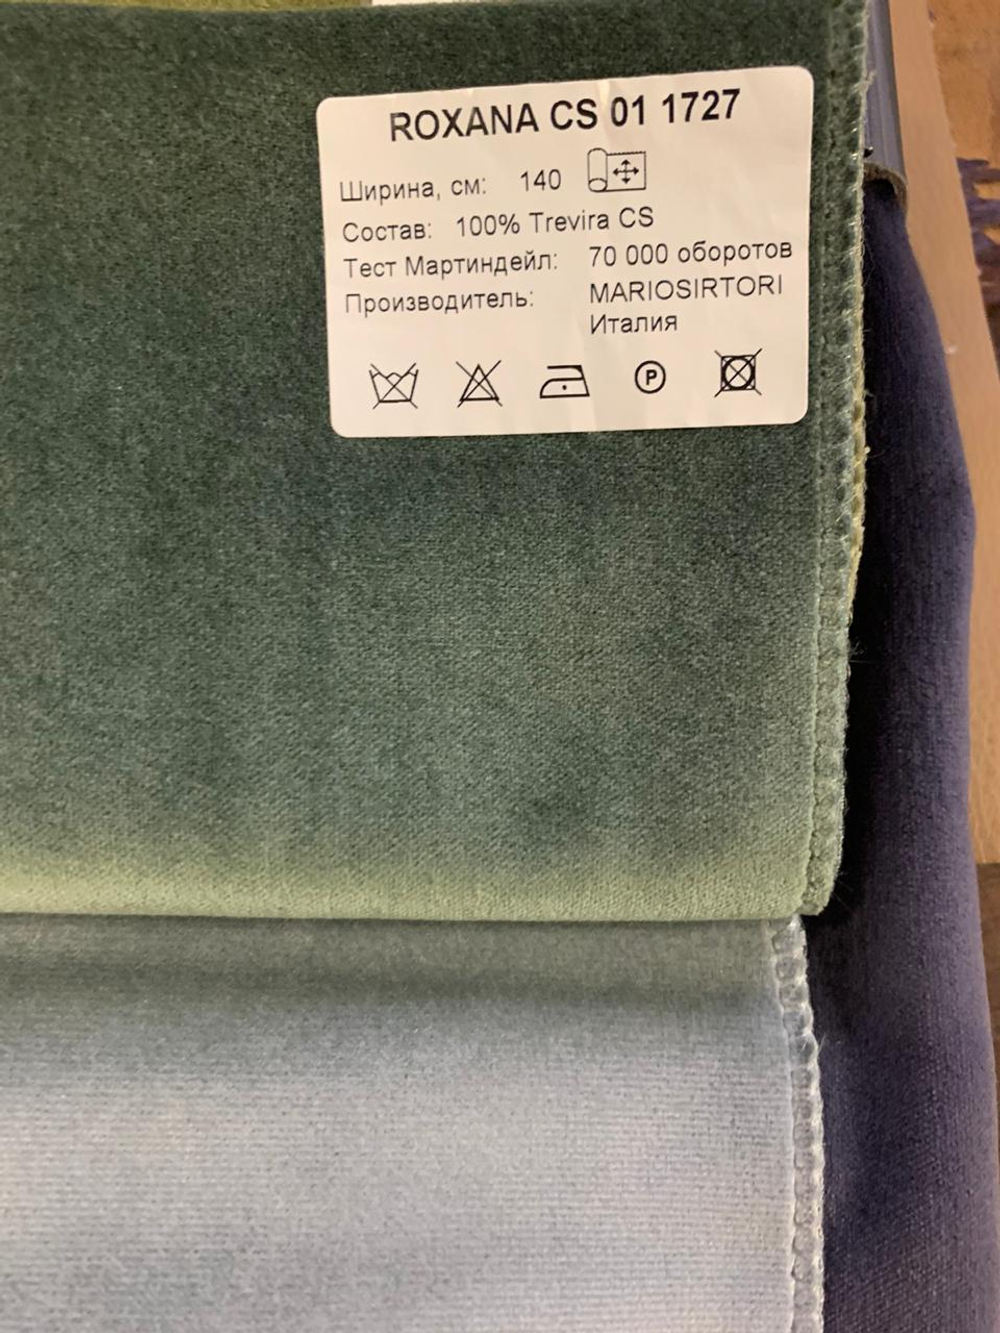 ROXANA CS 01 1727
Ширина, см: 140
Состав: 100% Trevira CS
Тест Мартиндейл: 70 000 оборотов
Производитель: MARIOSIRTORI
Италия
P